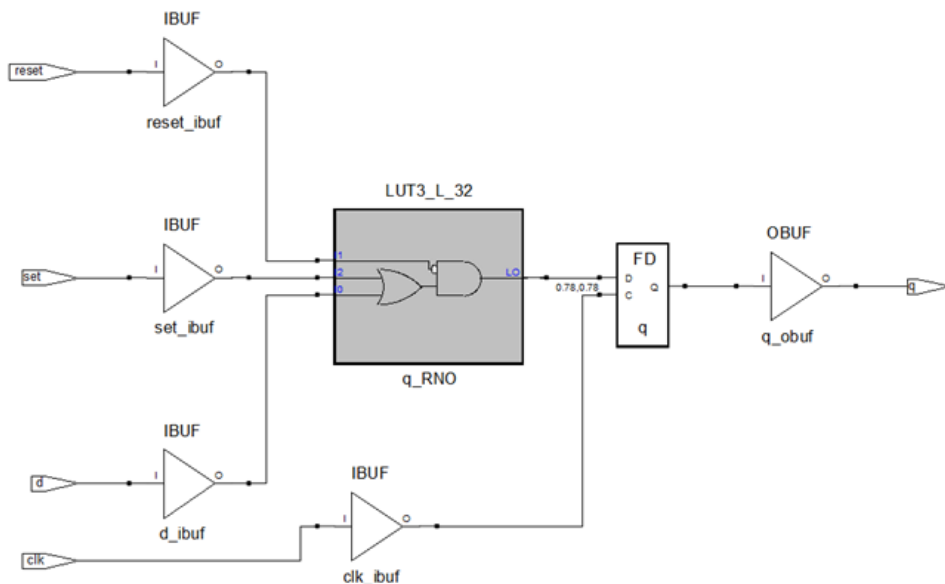 IBUF
reset
I
O
reset_ibuf
LUT3_L_32
IBUF
OBUF
set
I
O
set_ibuf
1
2
0
LO
q_RNO
0.78,0.78
FD
D
C
Q
q
I
O
q_obuf
q
IBUF
d
I
O
d_ibuf
IBUF
clk
I
O
clk_ibuf